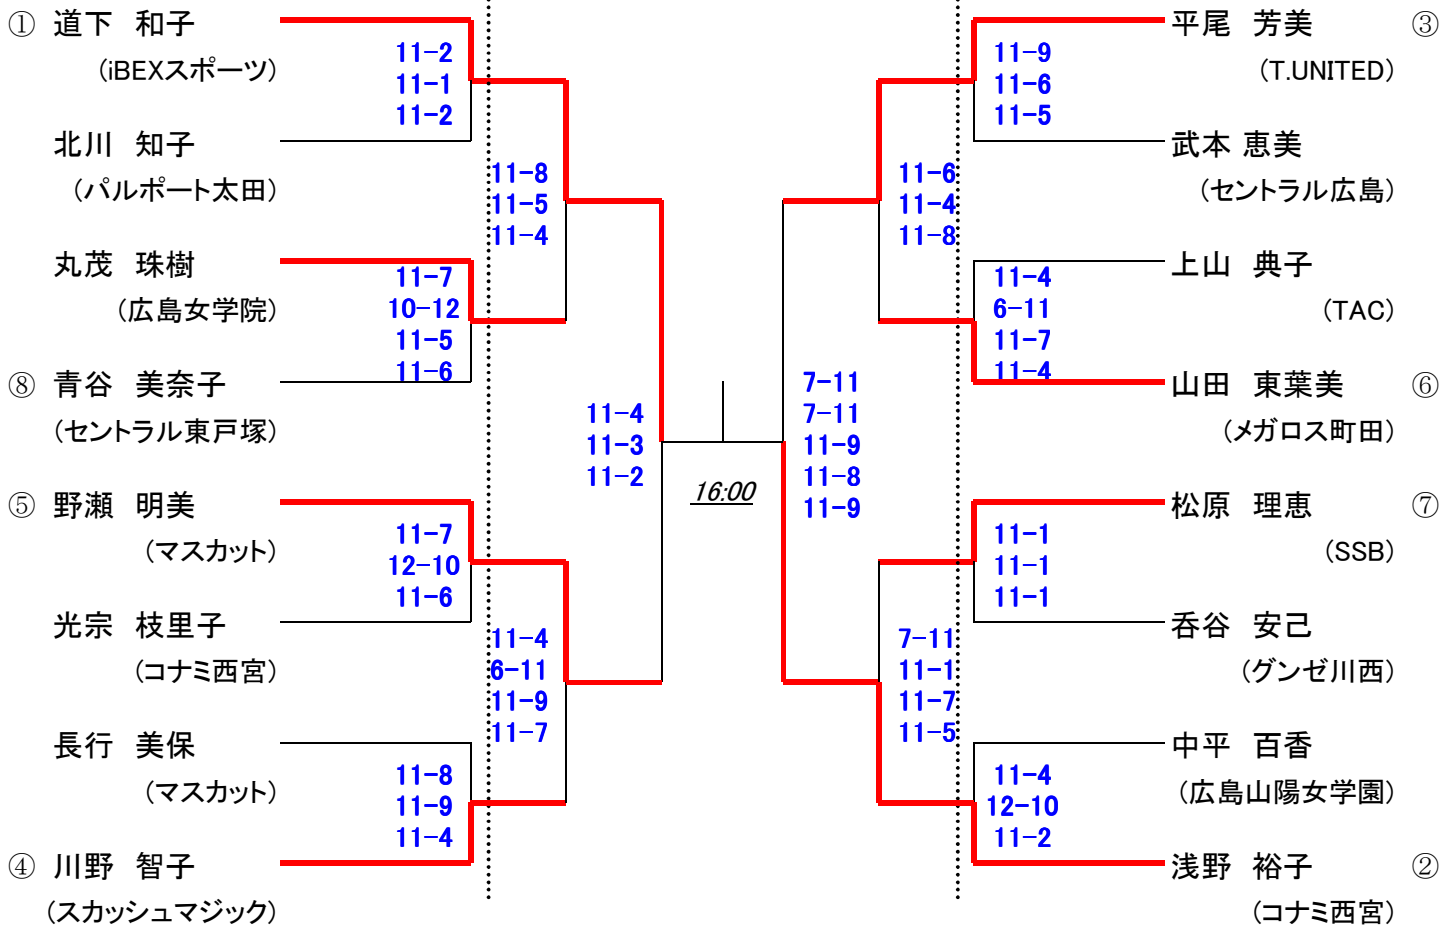 ① 道下 和子
(iBEXスポーツ)
11-2
11-1
11-2
北川 知子
(パルポート太田)
11-8
11-5
11-4
丸茂 珠樹
(広島女学院)
11-7
10-12
11-5
11-6
⑧ 青谷 美奈子
(セントラル東戸塚)
11-4
11-3
11-2
⑤ 野瀬 明美
(マスカット)
11-7
12-10
11-6
光宗 枝里子
(コナミ西宮)
11-4
6-11
11-9
11-7
長行 美保
(マスカット)
11-8
11-9
11-4
④ 川野 智子
(スカッシュマジック)
16:00
平尾 芳美 ③
(T.UNITED)
11-9
11-6
11-5
武本 恵美
(セントラル広島)
11-6
11-4
11-8
上山 典子
(TAC)
11-4
6-11
11-7
11-4
山田 東葉美 ⑥
(メガロス町田)
7-11
7-11
11-9
11-8
11-9
松原 理恵 ⑦
(SSB)
11-1
11-1
11-1
呑谷 安己
(グンゼ川西)
7-11
11-1
11-7
11-5
中平 百香
(広島山陽女学園)
11-4
12-10
11-2
浅野 裕子 ②
(コナミ西宮)